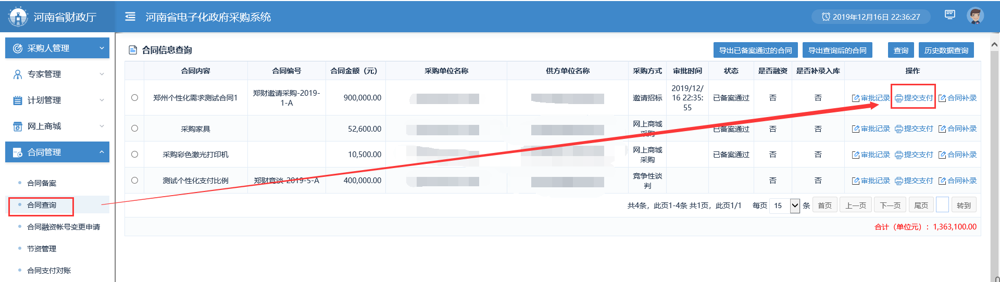 河南省财政厅
河南省电子化政府采购系统
2019年12月16日 22:36:27
采购人管理
专家管理
计划管理
网上商城
合同管理
合同备案
合同查询
合同融资帐号变更申请
节资管理
合同支付对账
合同信息查询
导出已备案通过的合同 导出查询后的合同 查询 历史数据查询
合同内容 合同编号 合同金额（元） 采购单位名称 供方单位名称 采购方式 审批时间 状态 是否融资 是否补录入库 操作
郑州个性化需求测试合同1 郑财邀请采购-2019-1-A 900,000.00 邀请招标 2019/12/16 22:35:55 已备案通过 否 否 审批记录 提交支付 合同补录
采购家具 52,600.00 网上商城采购 已备案通过 否 否 审批记录 提交支付 合同补录
采购彩色激光打印机 10,500.00 网上商城采购 已备案通过 否 否 审批记录 提交支付 合同补录
测试个性化支付比例 郑财竞谈-2019-5-A 400,000.00 竞争性谈判 否 否 审批记录 提交支付 合同补录
共4条，此页1-4条 共1页，此页1/1 每页 15 条 首页 上一页 下一页 尾页 转到
合计（单位元）：1,363,100.00